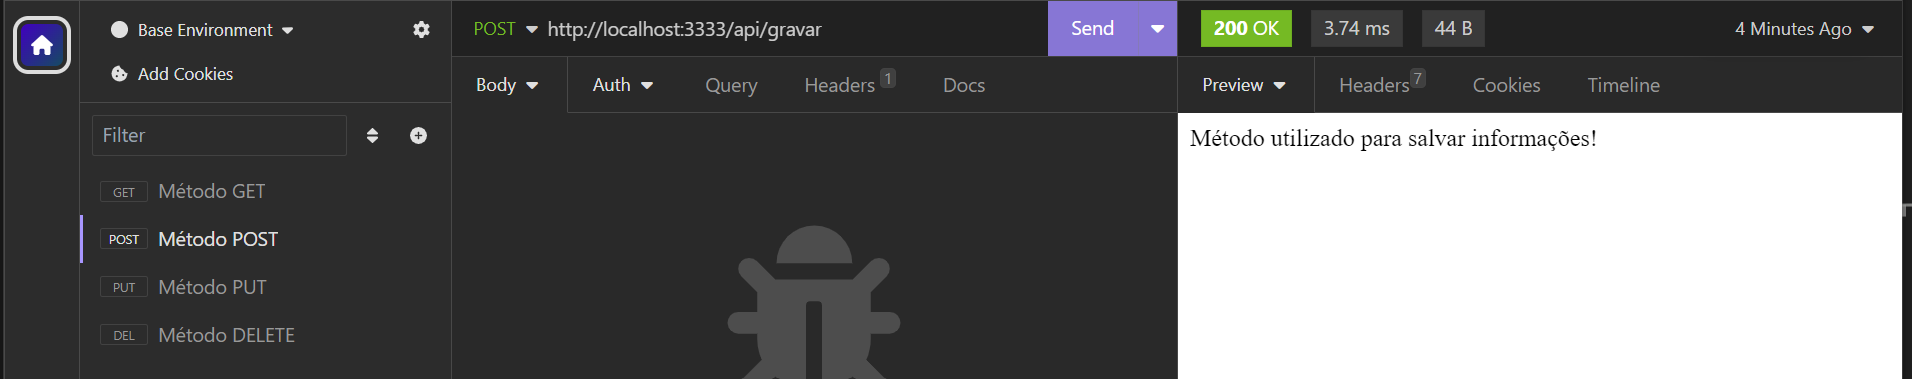 Base Environment
Add Cookies
Filter
GET Método GET
POST Método POST
PUT Método PUT
DEL Método DELETE
POST http://localhost:3333/api/gravar Send
Body Auth Query Headers 1 Docs
200 OK 3.74 ms 44 B 4 Minutes Ago
Preview Headers 7 Cookies Timeline
Método utilizado para salvar informações!